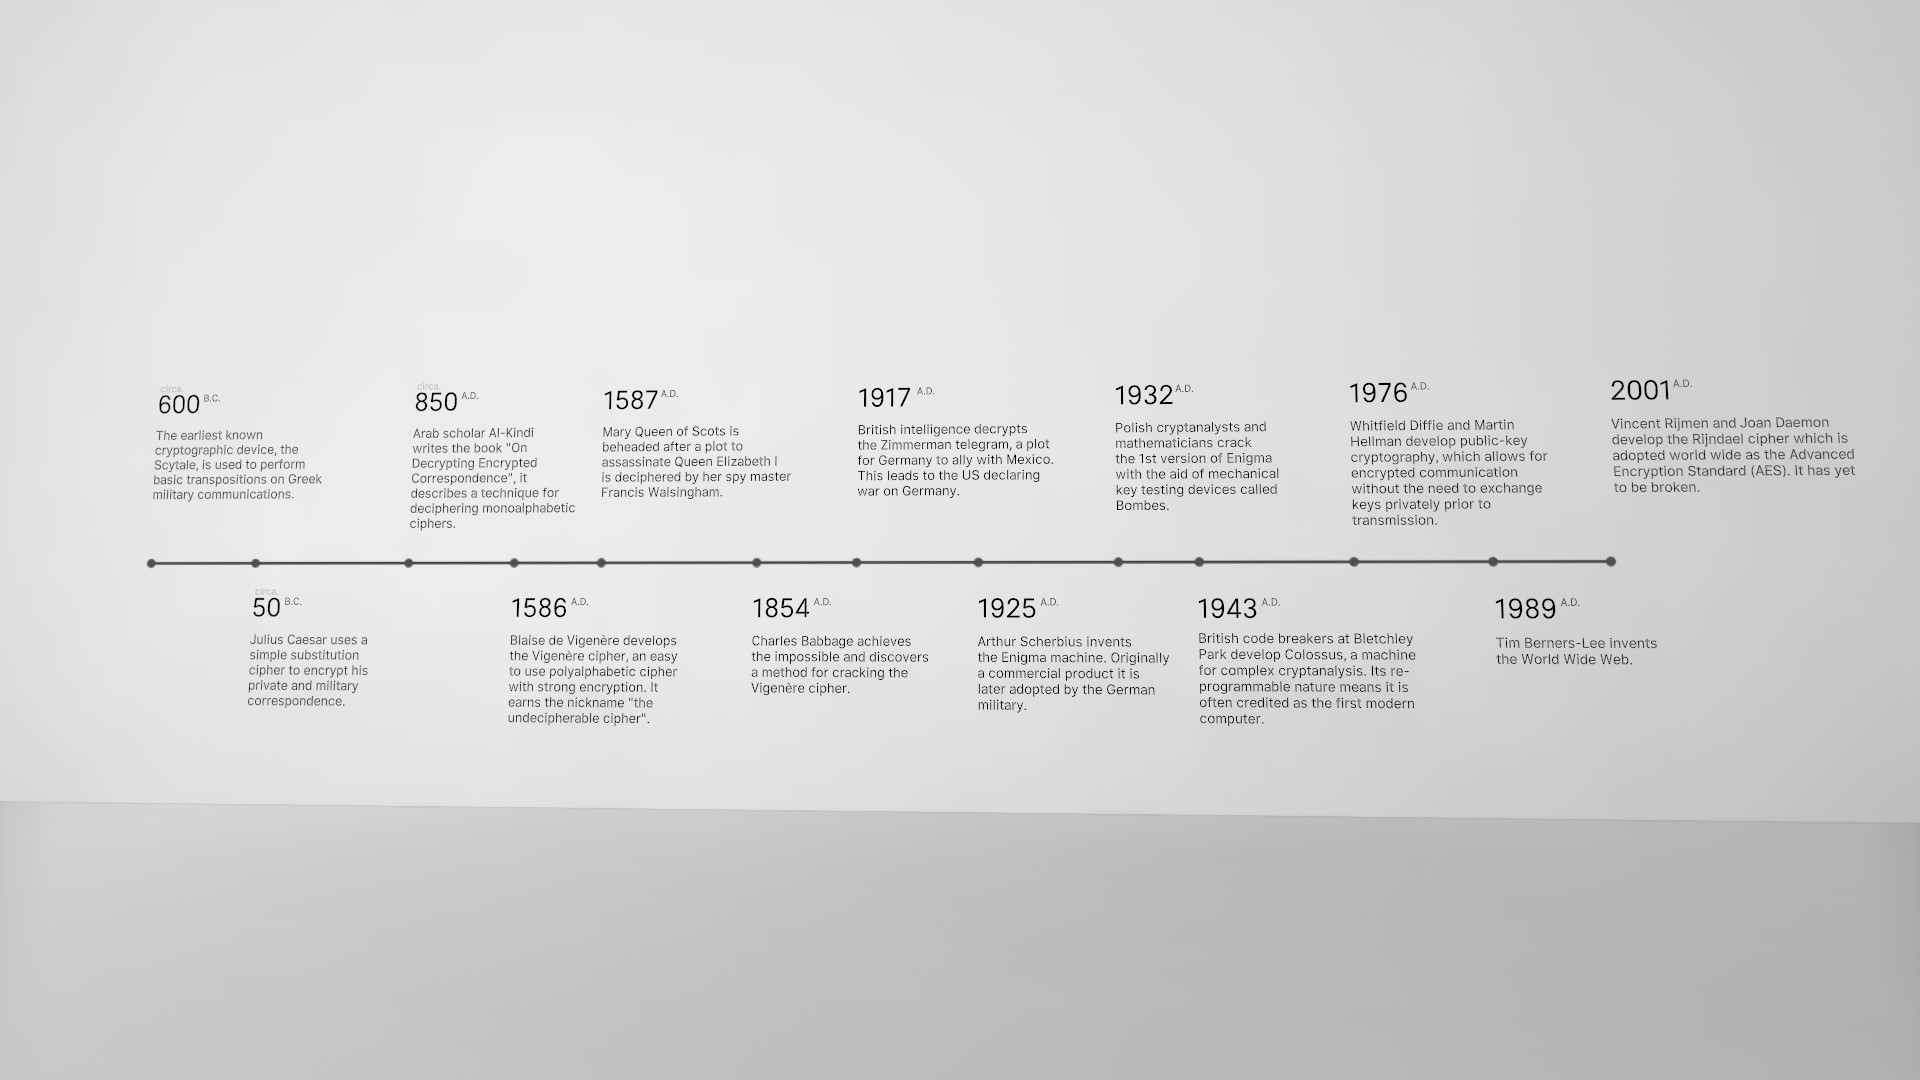 circa.
600 B.C.
The earliest known
cryptographic device, the
Scytale, is used to perform
basic transpositions on Greek
military communications.
circa.
50 B.C.
Julius Caesar uses a
simple substitution
cipher to encrypt his
private and military
correspondence.
circa.
850 A.D.
Arab scholar Al-Kindi
writes the book "On
Decrypting Encrypted
Correspondence", it
describes a technique for
deciphering monoalphabetic
ciphers.
1586 A.D.
Blaise de Vigenère develops
the Vigenère cipher, an easy
to use polyalphabetic cipher
with strong encryption. It
earns the nickname "the
undecipherable cipher".
1587 A.D.
Mary Queen of Scots is
beheaded after a plot to
assassinate Queen Elizabeth I
is deciphered by her spy master
Francis Walsingham.
1854 A.D.
Charles Babbage achieves
the impossible and discovers
a method for cracking the
Vigenère cipher.
1917 A.D.
British intelligence decrypts
the Zimmerman telegram, a plot
for Germany to ally with Mexico.
This leads to the US declaring
war on Germany.
1925 A.D.
Arthur Scherbius invents
the Enigma machine. Originally
a commercial product it is
later adopted by the German
military.
1932 A.D.
Polish cryptanalysts and
mathematicians crack
the 1st version of Enigma
with the aid of mechanical
key testing devices called
Bombes.
1943 A.D.
British code breakers at Bletchley
Park develop Colossus, a machine
for complex cryptanalysis. Its re-
programmable nature means it is
often credited as the first modern
computer.
1976 A.D.
Whitfield Diffie and Martin
Hellman develop public-key
cryptography, which allows for
encrypted communication
without the need to exchange
keys privately prior to
transmission.
1989 A.D.
Tim Berners-Lee invents
the World Wide Web.
2001 A.D.
Vincent Rijmen and Joan Daemon
develop the Rijndael cipher which is
adopted world wide as the Advanced
Encryption Standard (AES). It has yet
to be broken.